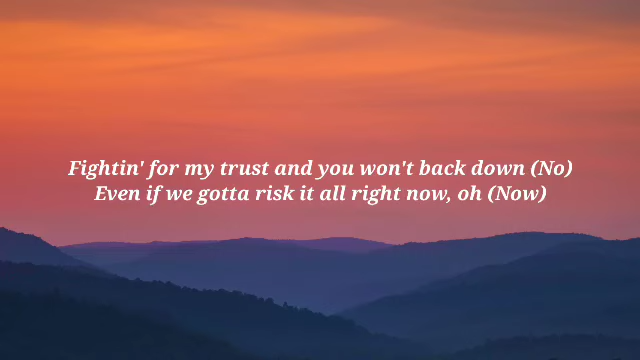 Fightin' for my trust and you won't back down (No)
Even if we gotta risk it all right now, oh (Now)